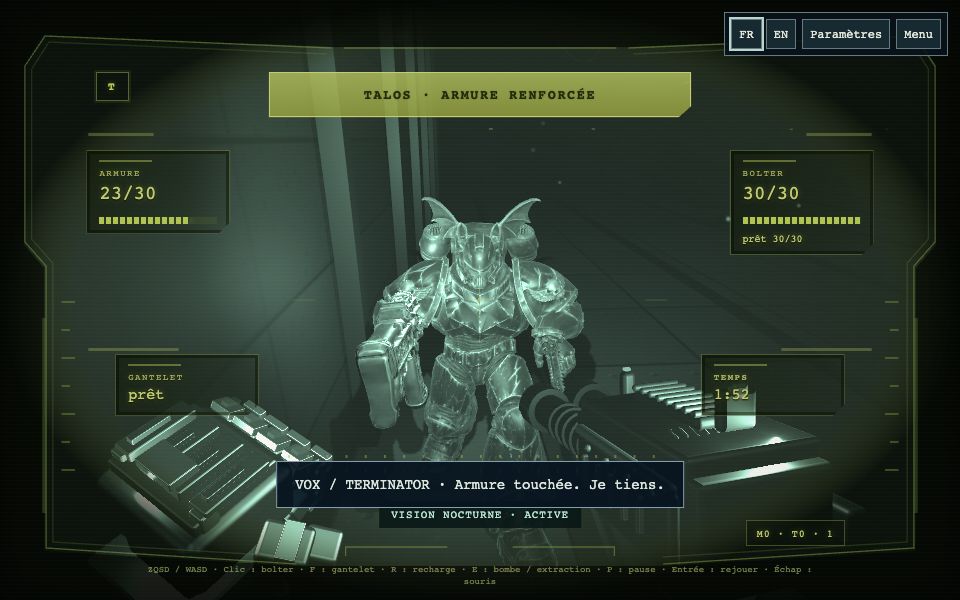 FR EN Paramètres Menu
T
TALOS · ARMURE RENFORCÉE
ARMURE
23/30
BOLTER
30/30
prêt 30/30
GANTELET
prêt
TEMPS
1:52
VOX / TERMINATOR · Armure touchée. Je tiens.
VISION NOCTURNE · ACTIVE
M0 · T0 · 1
ZQSD / WASD · Clic : bolter · F : gantelet · R : recharge · E : bombe / extraction · P : pause · Entrée : rejouer · Échap :
souris